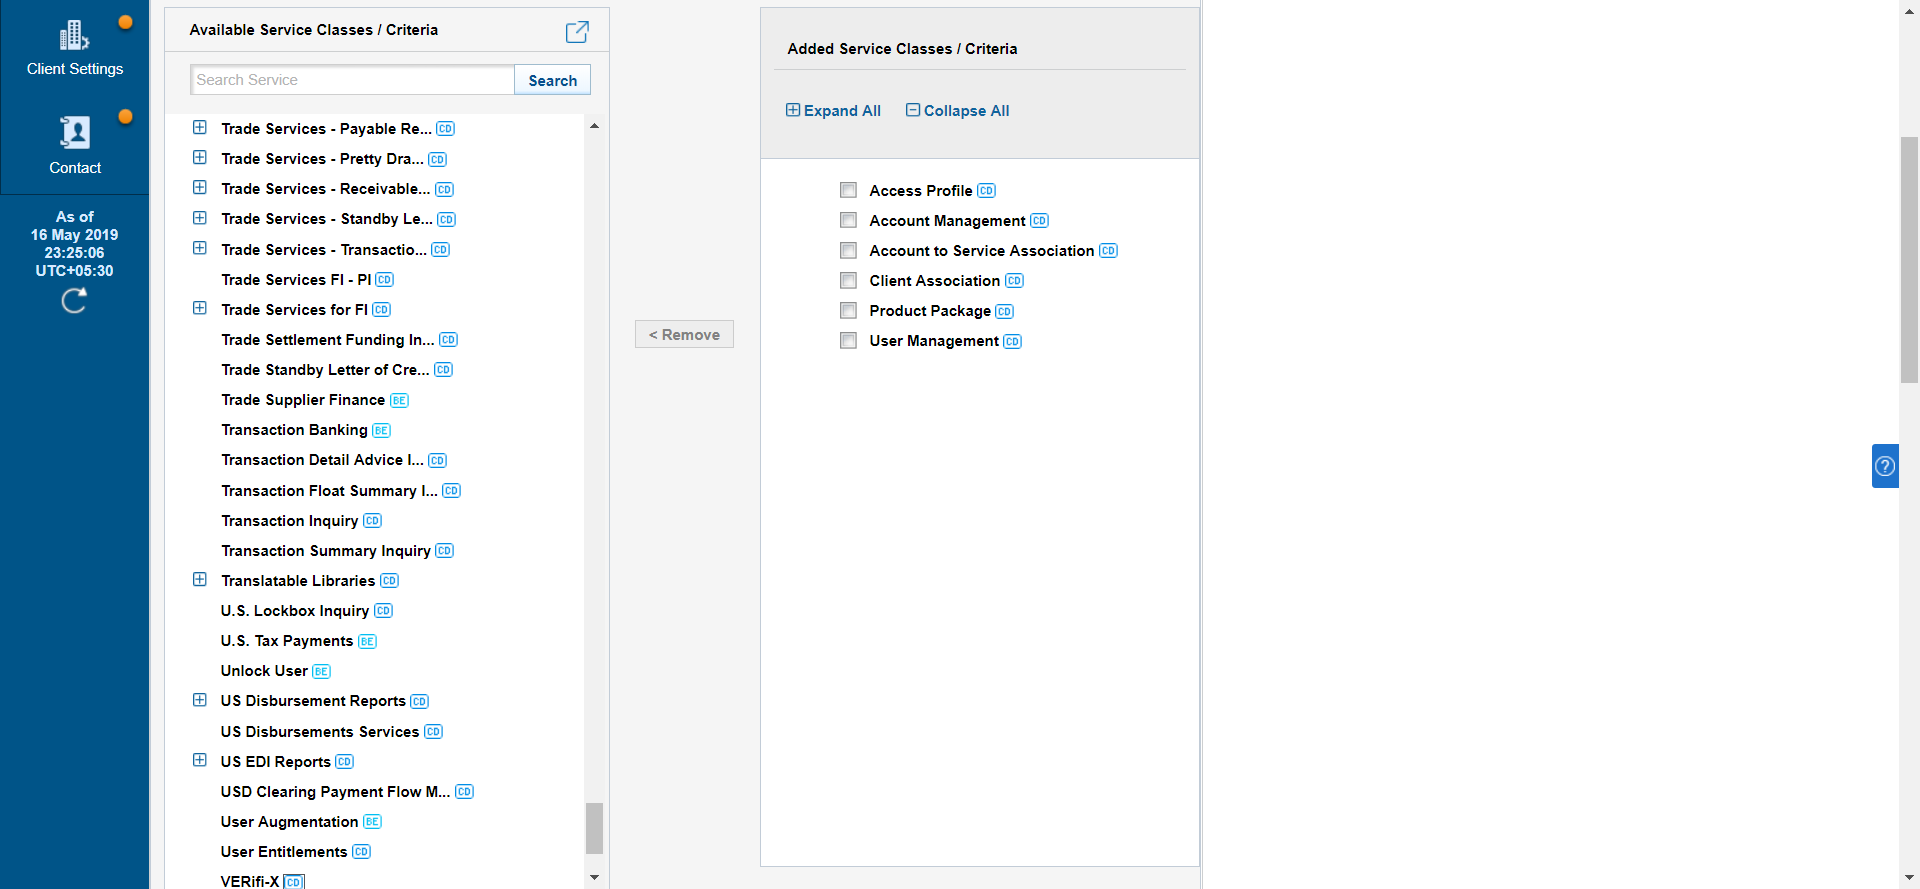 Client Settings
Contact
As of
16 May 2019
23:25:06
UTC+05:30
Available Service Classes / Criteria
Search Service
Search
Trade Services - Payable Re... CD
Trade Services - Pretty Dra... CD
Trade Services - Receivable... CD
Trade Services - Standby Le... CD
Trade Services - Transactio... CD
Trade Services FI - PI CD
Trade Services for FI CD
Trade Settlement Funding In... CD
Trade Standby Letter of Cre... CD
Trade Supplier Finance BE
Transaction Banking BE
Transaction Detail Advice I... CD
Transaction Float Summary I... CD
Transaction Inquiry CD
Transaction Summary Inquiry CD
Translatable Libraries CD
U.S. Lockbox Inquiry CD
U.S. Tax Payments BE
Unlock User BE
US Disbursement Reports CD
US Disbursements Services CD
US EDI Reports CD
USD Clearing Payment Flow M... CD
User Augmentation BE
User Entitlements CD
VERifi-X CD
< Remove
Added Service Classes / Criteria
Expand All Collapse All
Access Profile CD
Account Management CD
Account to Service Association CD
Client Association CD
Product Package CD
User Management CD
?